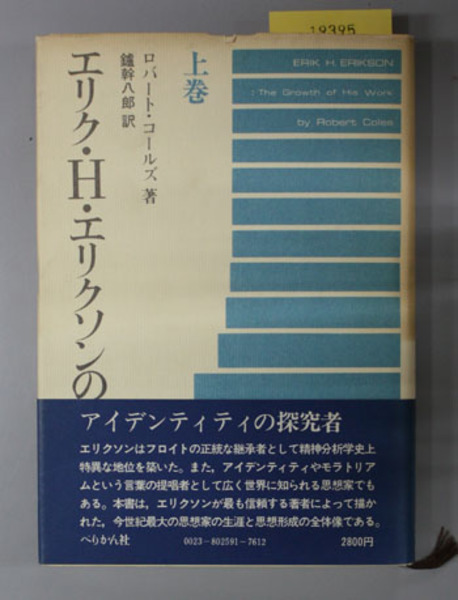 19395
ERIK H. ERIKSON
: The Growth of His Work
by Robert Coles
上巻
ロバート・コールズ 著
鑪幹八郎 訳
エリク・H・エリクソンの
アイデンティティの探究者
エリクソンはフロイトの正統な継承者として精神分析学史上
特異な地位を築いた。また，アイデンティティやモラトリア
ムという言葉の提唱者として広く世界に知られる思想家でも
ある。本書は，エリクソンが最も信頼する著者によって描か
れた，今世紀最大の思想家の生涯と思想形成の全体像である。
ぺりかん社
0023-802591-7612
2800円